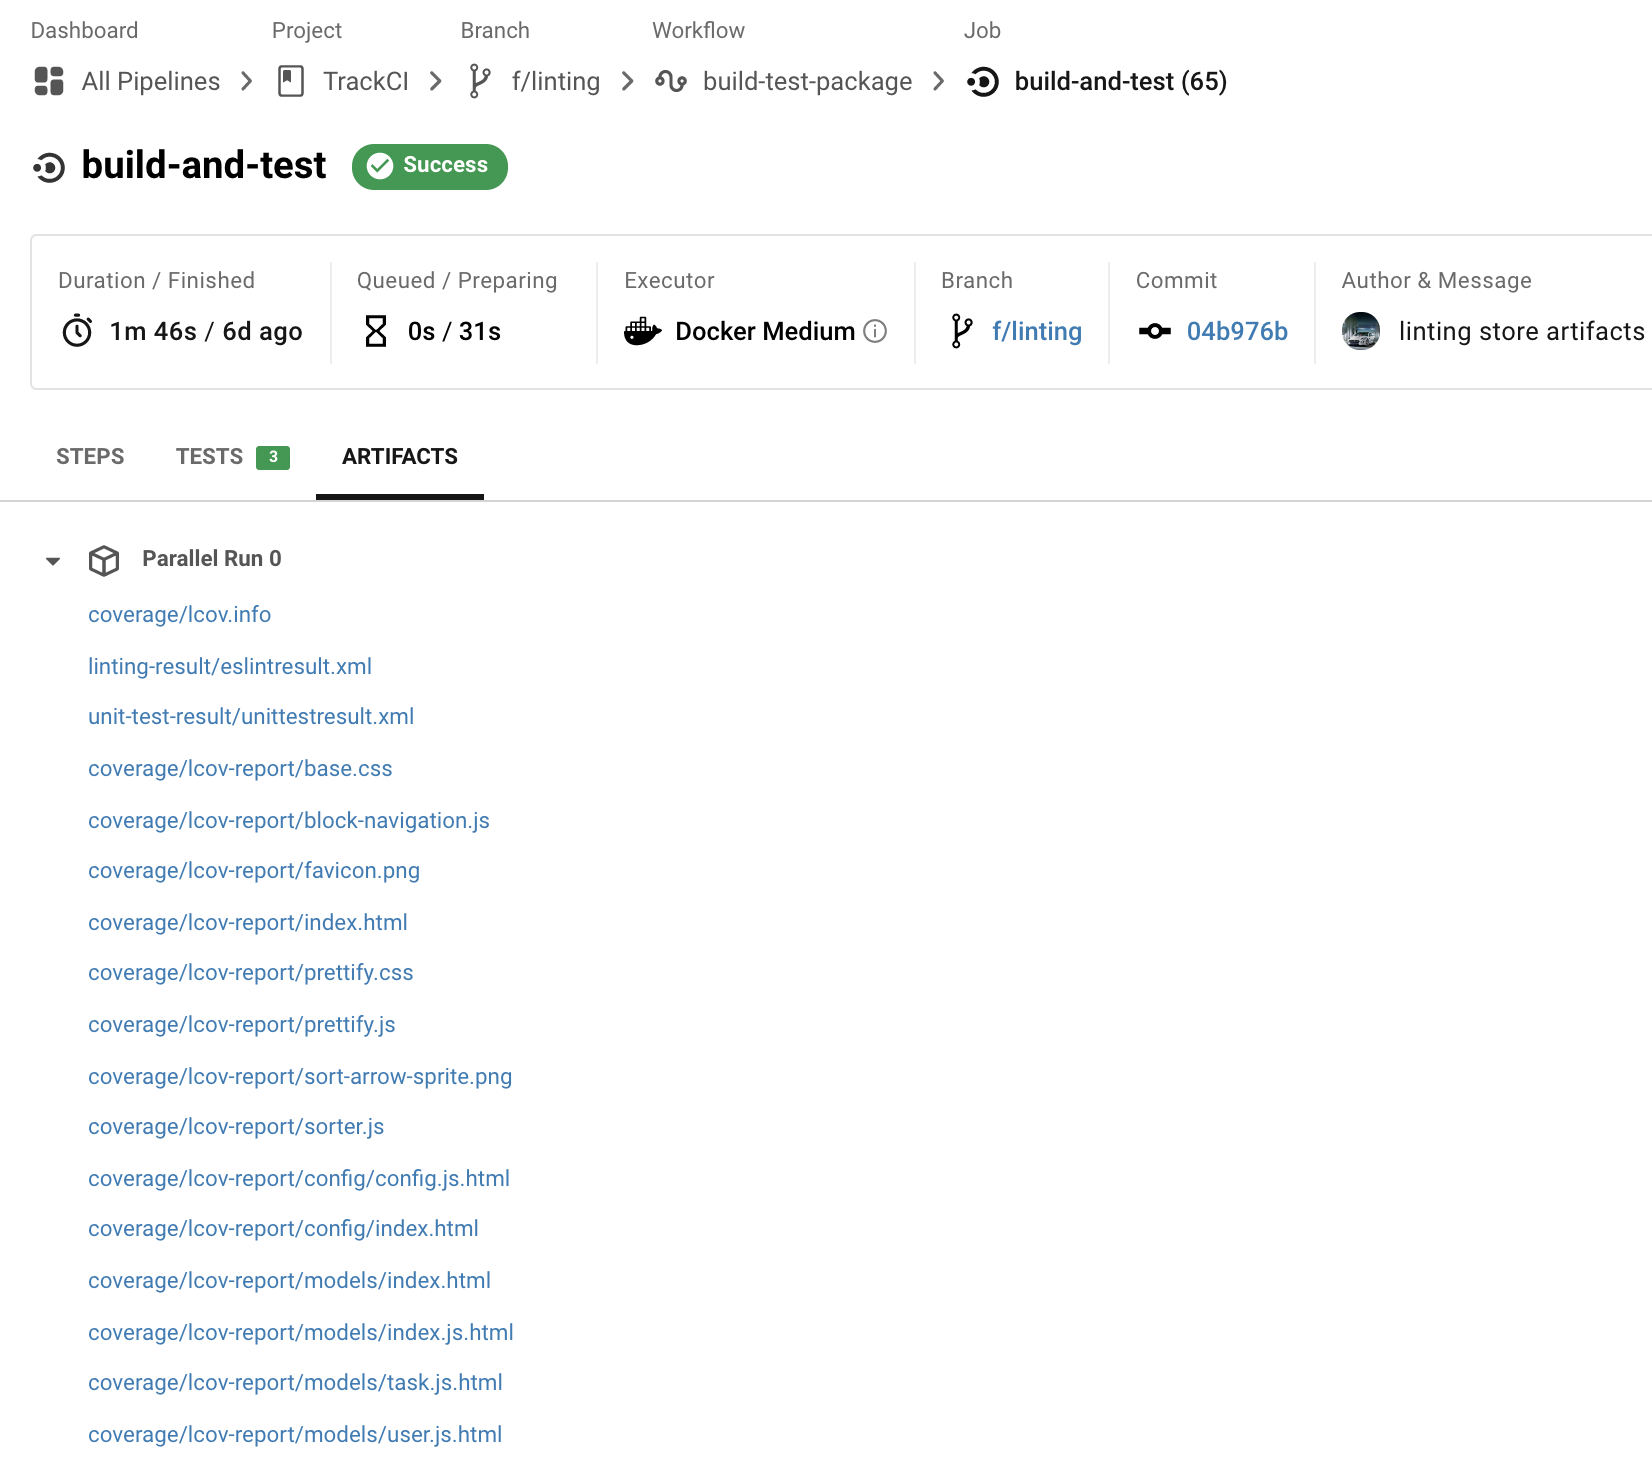 Dashboard Project Branch Workflow Job
All Pipelines TrackCI f/linting build-test-package build-and-test (65)
build-and-test Success
Duration / Finished Queued / Preparing Executor Branch Commit Author & Message
1m 46s / 6d ago 0s / 31s Docker Medium f/linting 04b976b linting store artifacts
STEPS TESTS 3 ARTIFACTS
Parallel Run 0
coverage/lcov.info
linting-result/eslintresult.xml
unit-test-result/unittestresult.xml
coverage/lcov-report/base.css
coverage/lcov-report/block-navigation.js
coverage/lcov-report/favicon.png
coverage/lcov-report/index.html
coverage/lcov-report/prettify.css
coverage/lcov-report/prettify.js
coverage/lcov-report/sort-arrow-sprite.png
coverage/lcov-report/sorter.js
coverage/lcov-report/config/config.js.html
coverage/lcov-report/config/index.html
coverage/lcov-report/models/index.html
coverage/lcov-report/models/index.js.html
coverage/lcov-report/models/task.js.html
coverage/lcov-report/models/user.js.html